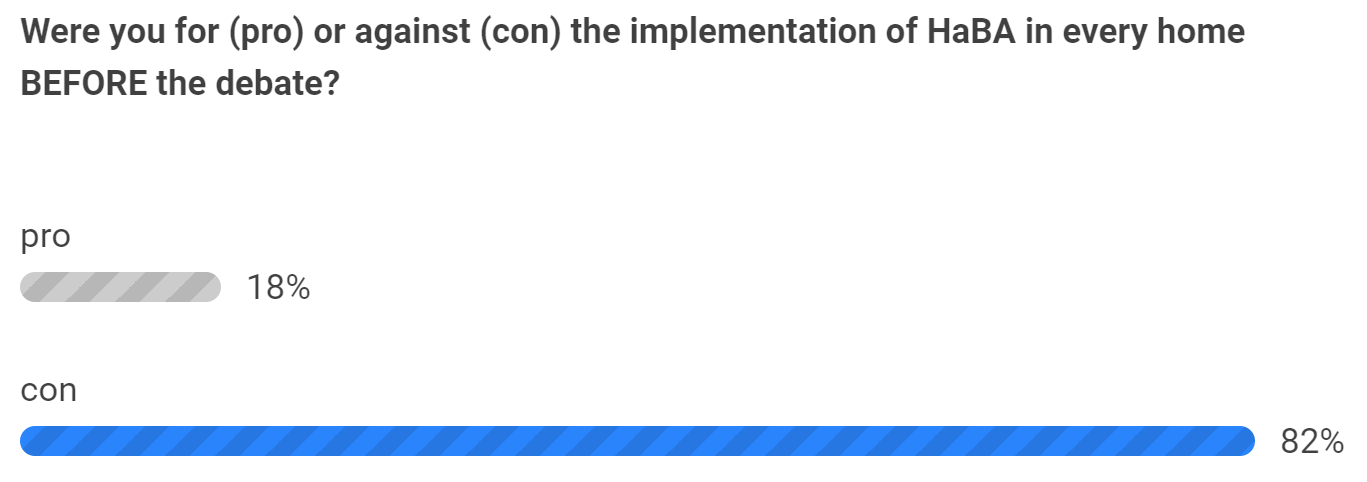 Were you for (pro) or against (con) the implementation of HaBA in every home
BEFORE the debate?
pro
18%
con
82%